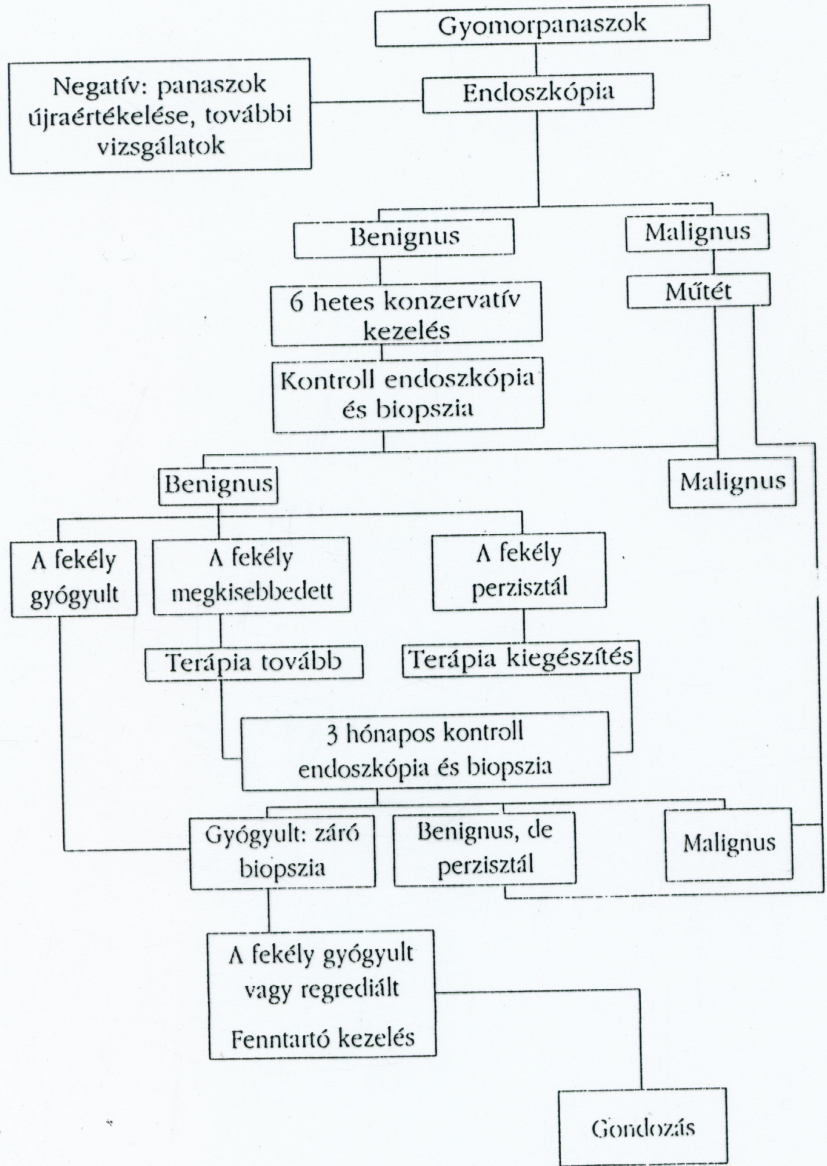 Gyomorpanaszok
Negatív: panaszok
újraértékelése, további
vizsgálatok
Endoszkópia
Benignus
Malignus
6 hetes konzervatív
kezelés
Műtét
Kontroll endoszkópia
és biopszia
Benignus
Malignus
A fekély
gyógyult
A fekély
megkisebbedett
A fekély
perzisztál
Terápia tovább
Terápia kiegészítés
3 hónapos kontroll
endoszkópia és biopszia
Gyógyult: záró
biopszia
Benignus, de
perzisztál
Malignus
A fekély gyógyult
vagy regrediált
Fenntartó kezelés
Gondozás